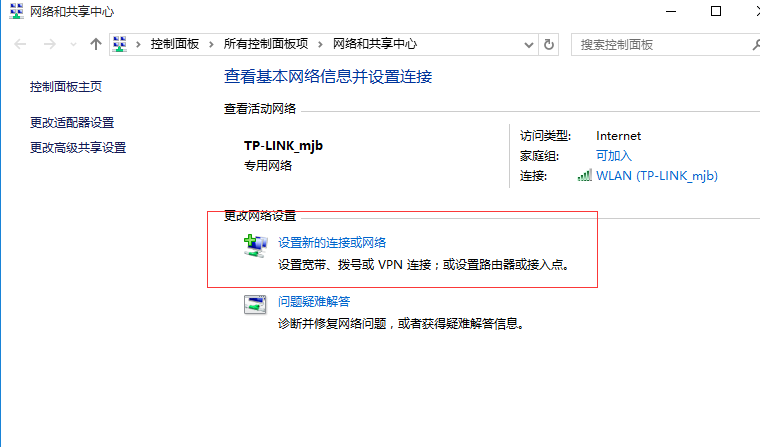 网络和共享中心
控制面板 所有控制面板项 网络和共享中心
搜索控制面板
控制面板主页
更改适配器设置
更改高级共享设置
查看基本网络信息并设置连接
查看活动网络
TP-LINK_mjb
专用网络
访问类型: Internet
家庭组: 可加入
连接: WLAN (TP-LINK_mjb)
更改网络设置
设置新的连接或网络
设置宽带、拨号或 VPN 连接；或设置路由器或接入点。
问题疑难解答
诊断并修复网络问题，或者获得疑难解答信息。